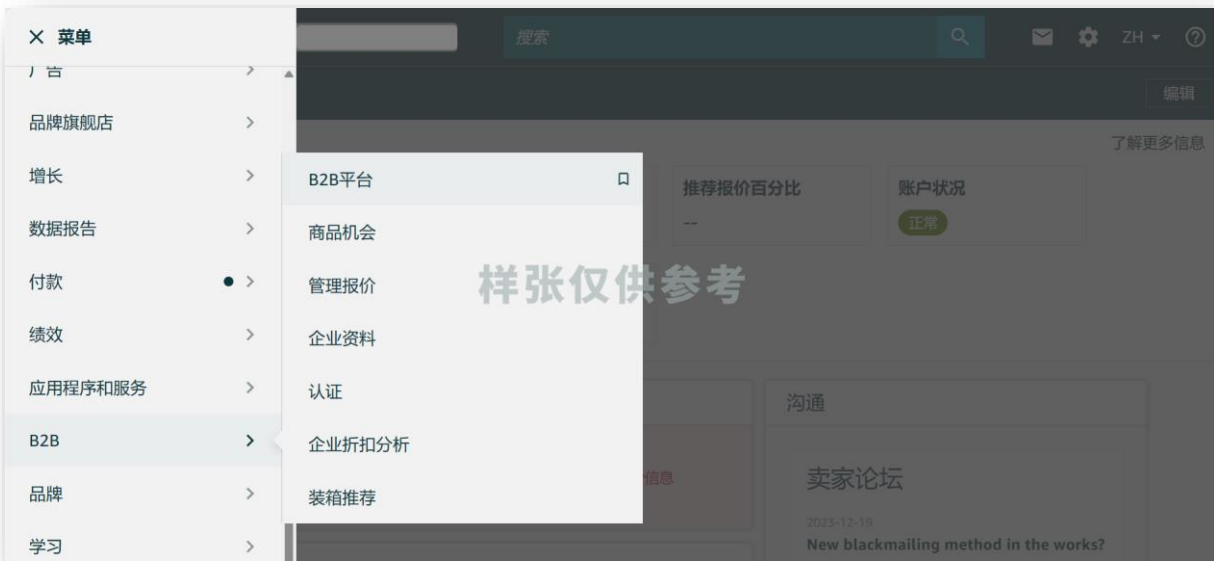 菜单
搜索
ZH
编辑
广告
品牌旗舰店
了解更多信息
增长
B2B平台
推荐报价百分比
账户状况
数据报告
商品机会
--
正常
付款
管理报价
样张仅供参考
绩效
企业资料
应用程序和服务
认证
沟通
B2B
企业折扣分析
信息
卖家论坛
品牌
装箱推荐
2023-12-19
学习
New blackmailing method in the works?